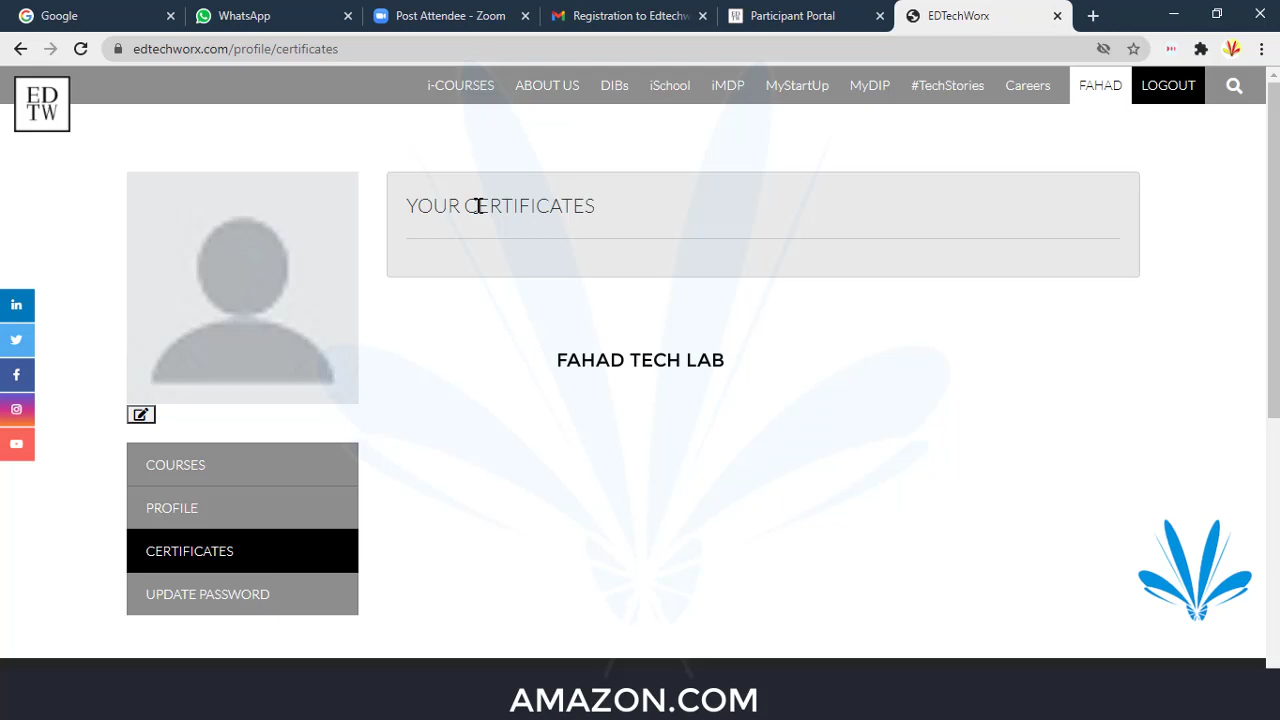 Google
WhatsApp
Post Attendee - Zoom
Registration to Edtechw
Participant Portal
EDTechWorx
edtechworx.com/profile/certificates
ED
TW
i-COURSES
ABOUT US
DIBs
iSchool
iMDP
MyStartUp
MyDIP
#TechStories
Careers
FAHAD
LOGOUT
YOUR CERTIFICATES
FAHAD TECH LAB
COURSES
PROFILE
CERTIFICATES
UPDATE PASSWORD
AMAZON.COM